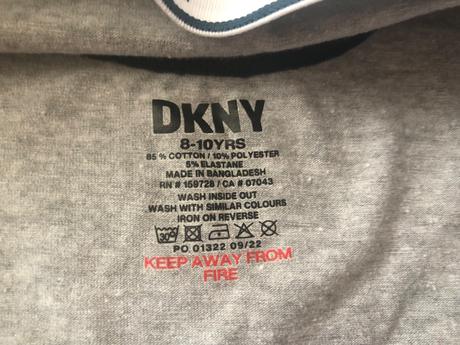 DKNY
8-10YRS
85% COTTON / 10% POLYESTER
5% ELASTANE
MADE IN BANGLADESH
RN # 159728 / CA # 07043
WASH INSIDE OUT
WASH WITH SIMILAR COLOURS
IRON ON REVERSE
30°
PO 01322 09/22
KEEP AWAY FROM
FIRE